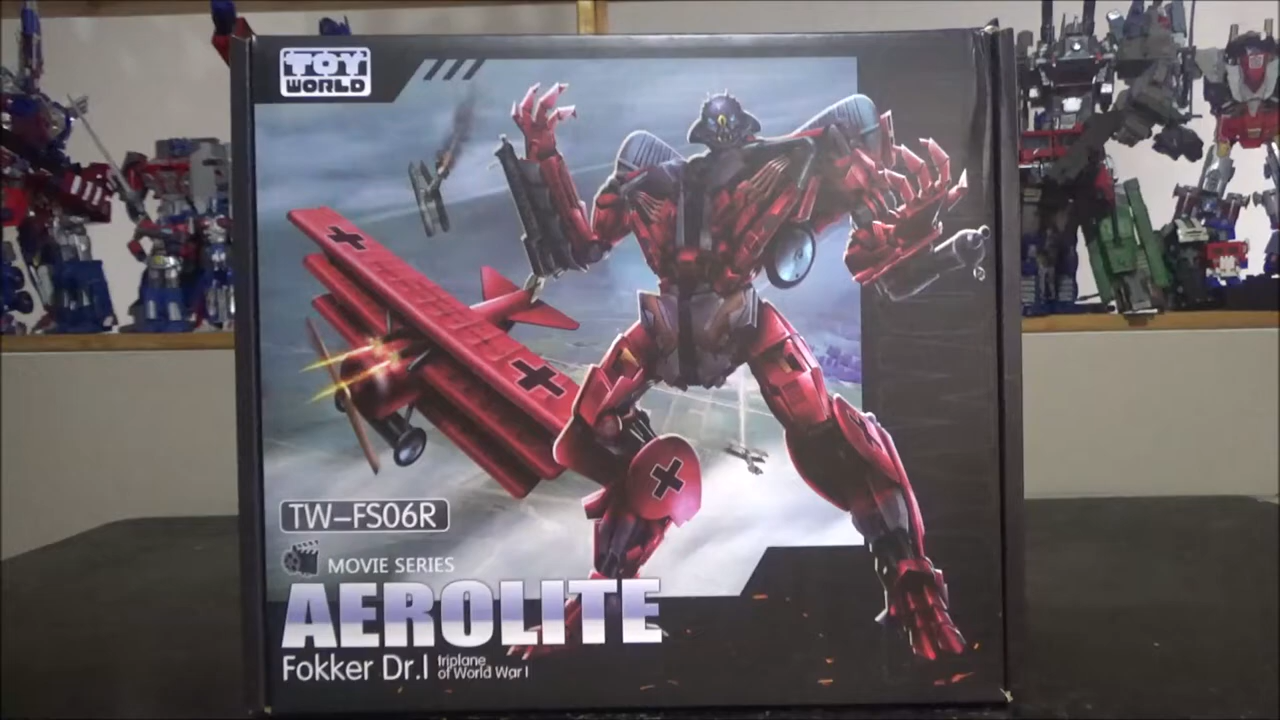 TOY
WORLD
TW-FS06R
MOVIE SERIES
AEROLITE
Fokker Dr.I triplane
of World War I